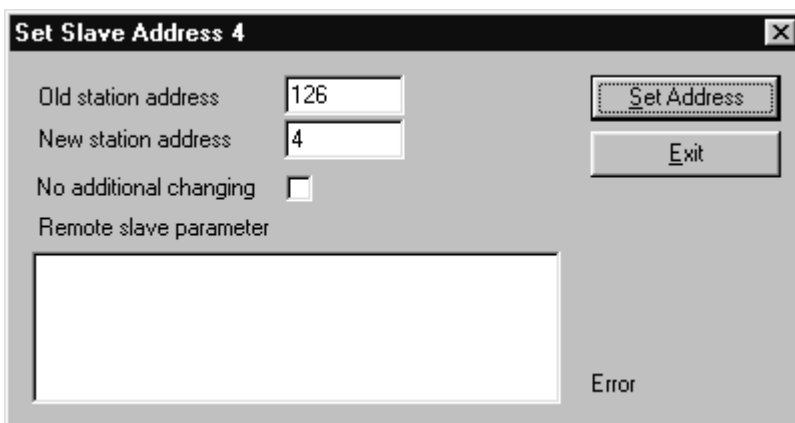 Set Slave Address 4
Old station address 126
Set Address
New station address 4
Exit
No additional changing
Remote slave parameter
Error